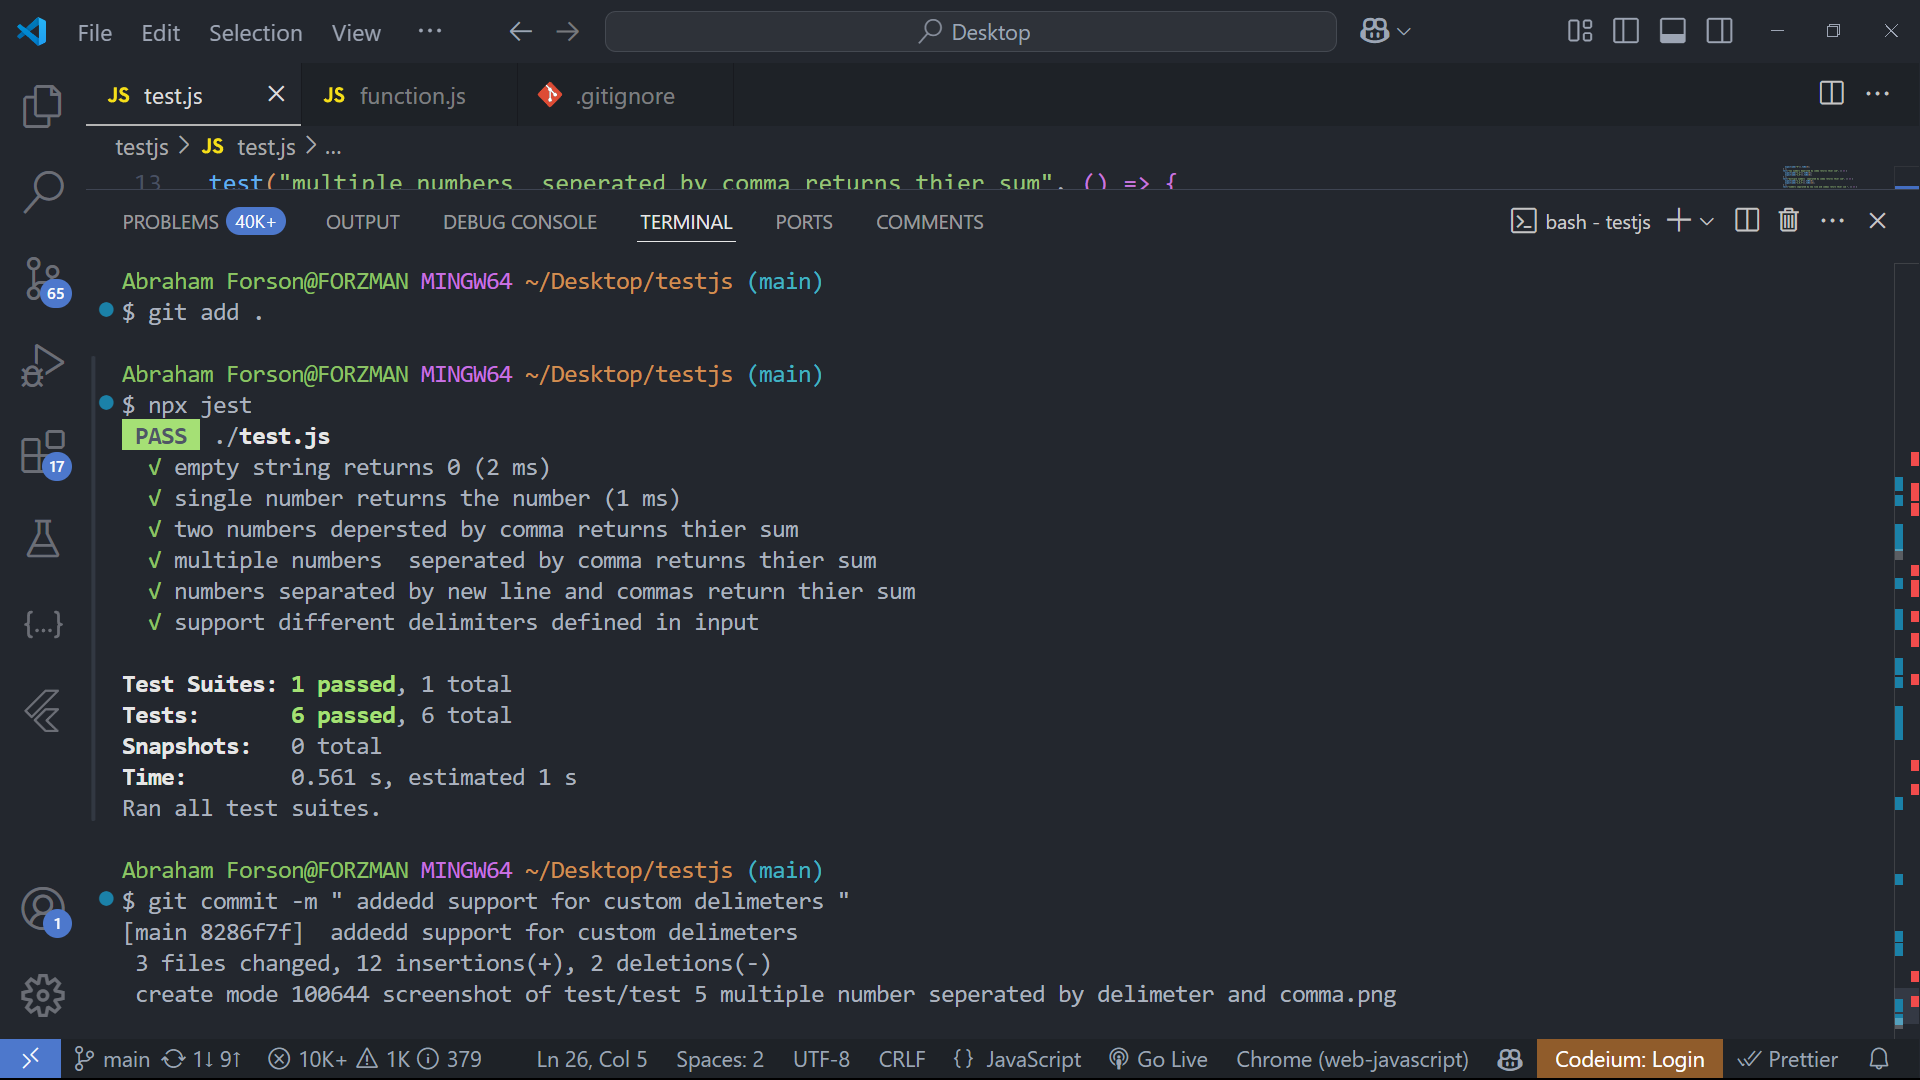 File Edit Selection View ··· Desktop
JS test.js JS function.js .gitignore
testjs > JS test.js > ...
13 test("multiple numbers  seperated by comma returns thier sum", () => {
PROBLEMS 40K+ OUTPUT DEBUG CONSOLE TERMINAL PORTS COMMENTS bash - testjs
Abraham Forson@FORZMAN MINGW64 ~/Desktop/testjs (main)
$ git add .
Abraham Forson@FORZMAN MINGW64 ~/Desktop/testjs (main)
$ npx jest
PASS ./test.js
√ empty string returns 0 (2 ms)
√ single number returns the number (1 ms)
√ two numbers depersted by comma returns thier sum
√ multiple numbers  seperated by comma returns thier sum
√ numbers separated by new line and commas return thier sum
√ support different delimiters defined in input
Test Suites: 1 passed, 1 total
Tests:       6 passed, 6 total
Snapshots:   0 total
Time:        0.561 s, estimated 1 s
Ran all test suites.
Abraham Forson@FORZMAN MINGW64 ~/Desktop/testjs (main)
$ git commit -m " addedd support for custom delimeters "
[main 8286f7f]  addedd support for custom delimeters
3 files changed, 12 insertions(+), 2 deletions(-)
create mode 100644 screenshot of test/test 5 multiple number seperated by delimeter and comma.png
65
17
{...}
1
main 1↓ 9↑ 10K+ 1K 379 Ln 26, Col 5 Spaces: 2 UTF-8 CRLF {} JavaScript Go Live Chrome (web-javascript) Codeium: Login Prettier